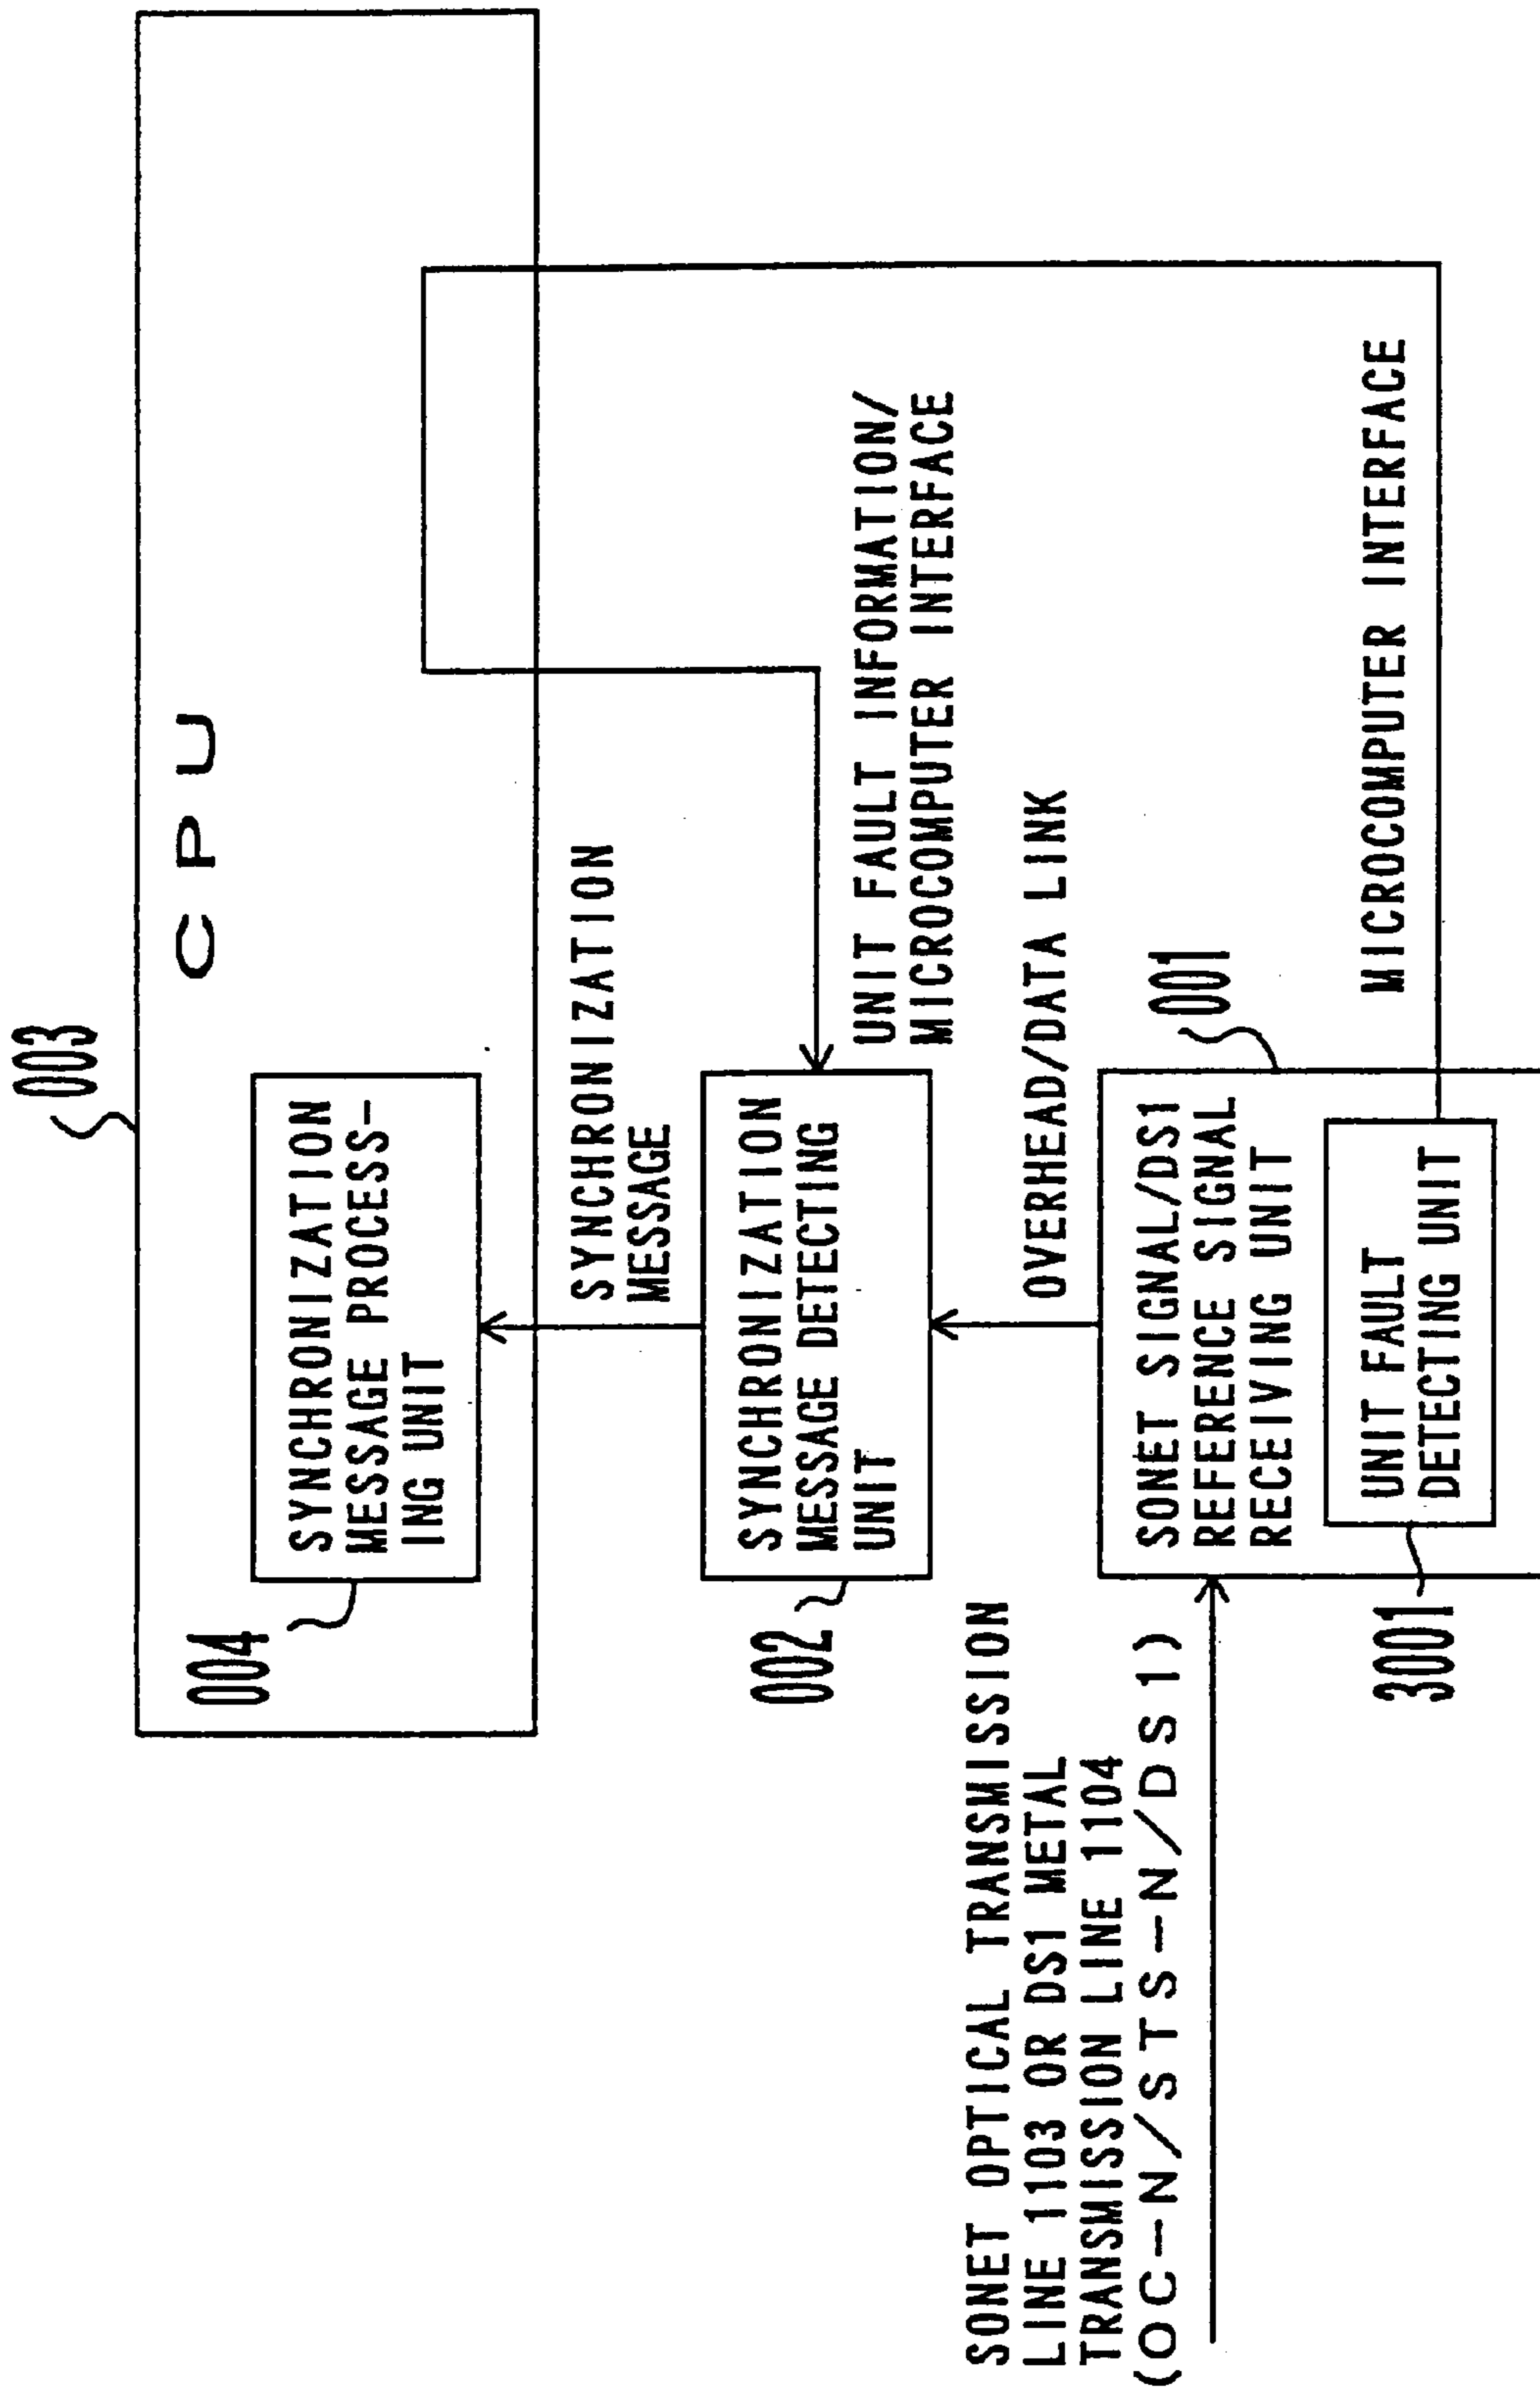 003
CPU
004
SYNCHRONIZATION
MESSAGE PROCESS-
ING UNIT
SYNCHRONIZATION
MESSAGE
002
SYNCHRONIZATION
MESSAGE DETECTING
UNIT
UNIT FAULT INFORMATION/
MICROCOMPUTER INTERFACE
OVERHEAD/DATA LINK
SONET OPTICAL TRANSMISSION
LINE 1103 OR DS1 METAL
TRANSMISSION LINE 1104
(OC-N/STS-N/DS1)
001
SONET SIGNAL/DS1
REFERENCE SIGNAL
RECEIVING UNIT
3001
UNIT FAULT
DETECTING UNIT
MICROCOMPUTER INTERFACE